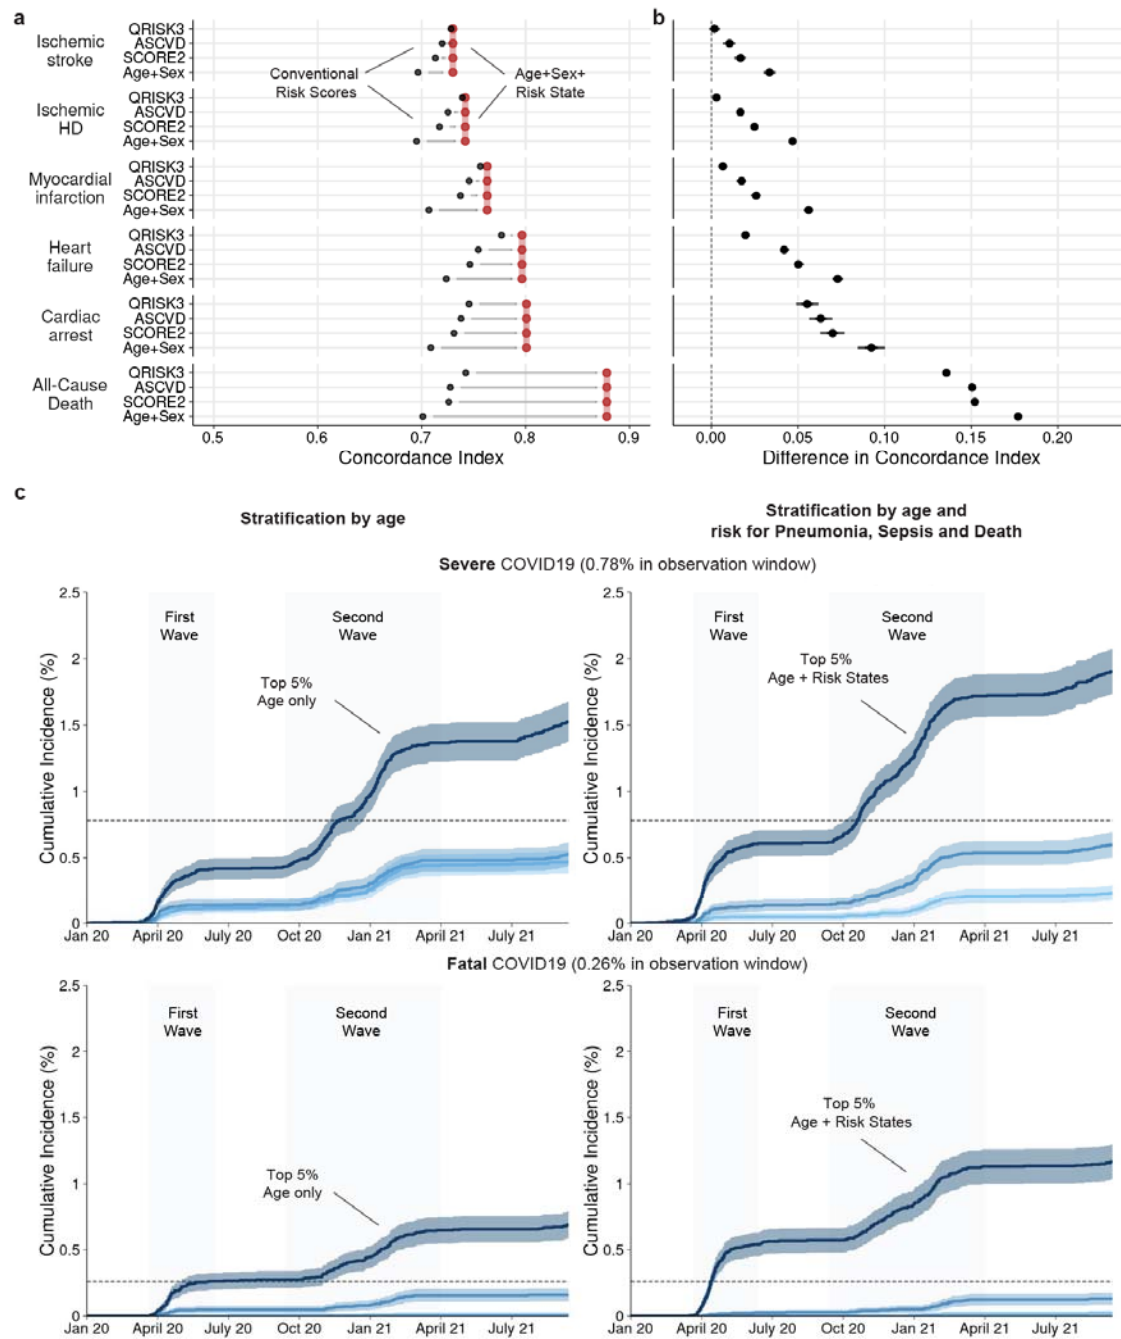 a
b
Ischemic
stroke
QRISK3
ASCVD
SCORE2
Age+Sex
Conventional
Risk Scores
Age+Sex+
Risk State
Ischemic
HD
QRISK3
ASCVD
SCORE2
Age+Sex
Myocardial
infarction
QRISK3
ASCVD
SCORE2
Age+Sex
Heart
failure
QRISK3
ASCVD
SCORE2
Age+Sex
Cardiac
arrest
QRISK3
ASCVD
SCORE2
Age+Sex
All-Cause
Death
QRISK3
ASCVD
SCORE2
Age+Sex
0.5 0.6 0.7 0.8 0.9
Concordance Index
0.00 0.05 0.10 0.15 0.20
Difference in Concordance Index
c
Stratification by age
Stratification by age and
risk for Pneumonia, Sepsis and Death
Severe COVID19 (0.78% in observation window)
Cumulative Incidence (%)
2.5
2
1.5
1
0.5
0
First
Wave
Second
Wave
Top 5%
Age only
Jan 20 April 20 July 20 Oct 20 Jan 21 April 21 July 21
Cumulative Incidence (%)
2.5
2
1.5
1
0.5
0
First
Wave
Second
Wave
Top 5%
Age + Risk States
Jan 20 April 20 July 20 Oct 20 Jan 21 April 21 July 21
Fatal COVID19 (0.26% in observation window)
Cumulative Incidence (%)
2.5
2
1.5
1
0.5
0
First
Wave
Second
Wave
Top 5%
Age only
Jan 20 April 20 July 20 Oct 20 Jan 21 April 21 July 21
Cumulative Incidence (%)
2.5
2
1.5
1
0.5
0
First
Wave
Second
Wave
Top 5%
Age + Risk States
Jan 20 April 20 July 20 Oct 20 Jan 21 April 21 July 21